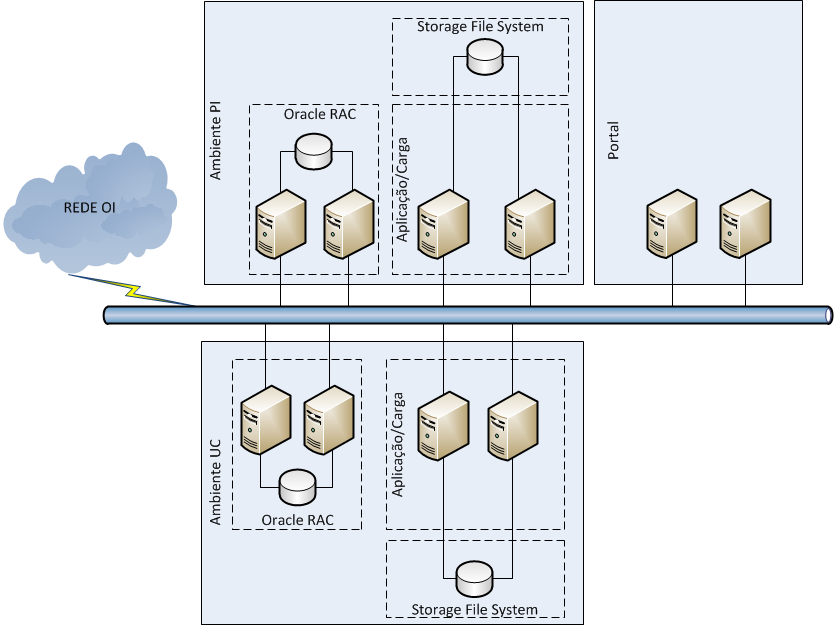 Storage File System
Ambiente PI
Oracle RAC
Aplicação/Carga
Portal
REDE OI
Ambiente UC
Aplicação/Carga
Oracle RAC
Storage File System